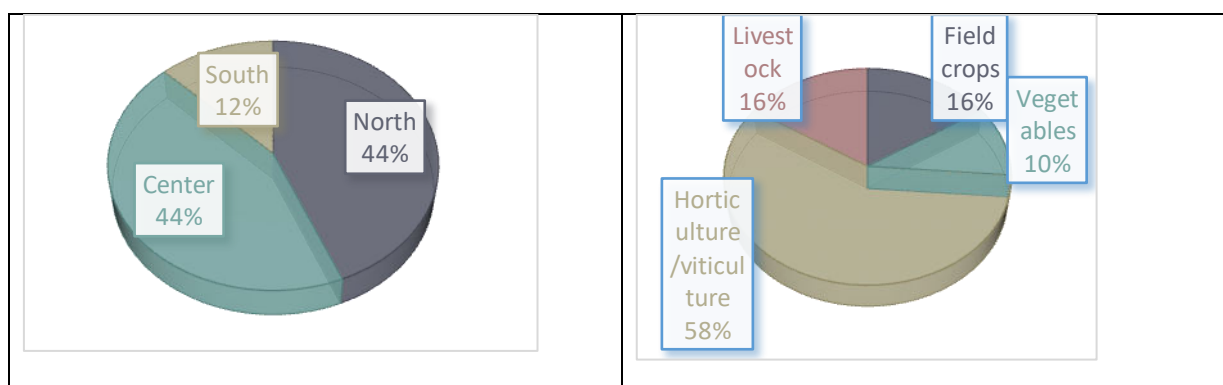 South
12%
North
44%
Center
44%
Livest
ock
16%
Field
crops
16%
Veget
ables
10%
Hortic
ulture
/viticul
ture
58%